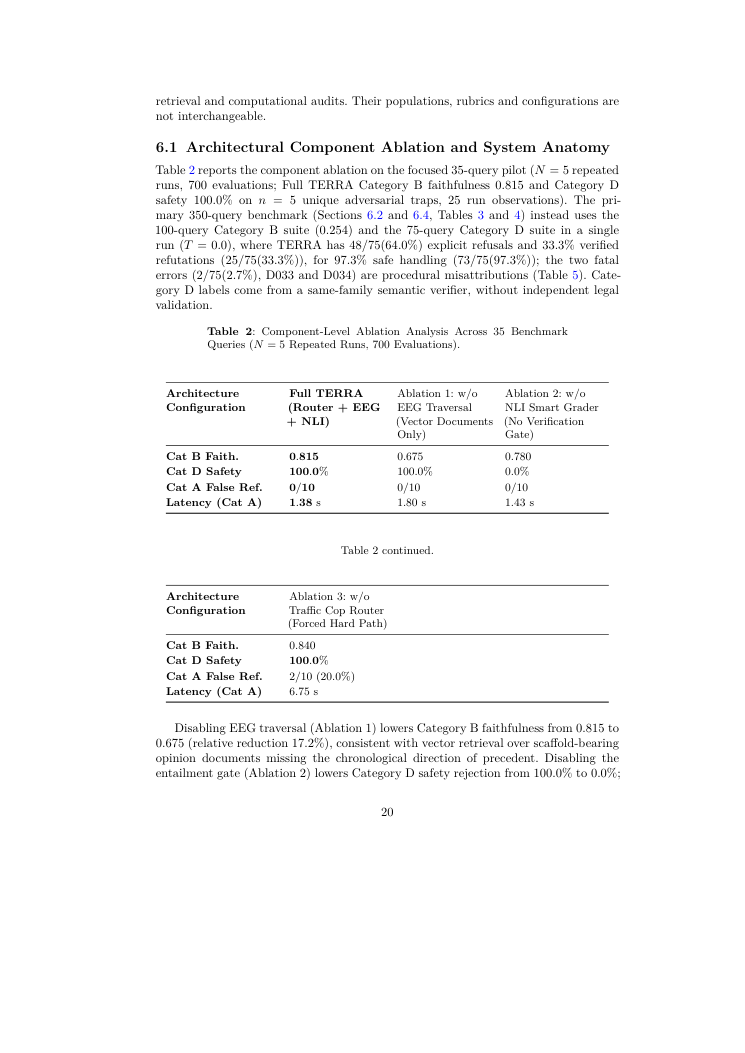 retrieval and computational audits. Their populations, rubrics and configurations are
not interchangeable.
6.1 Architectural Component Ablation and System Anatomy
Table 2 reports the component ablation on the focused 35-query pilot (N = 5 repeated
runs, 700 evaluations; Full TERRA Category B faithfulness 0.815 and Category D
safety 100.0% on n = 5 unique adversarial traps, 25 run observations). The pri-
mary 350-query benchmark (Sections 6.2 and 6.4, Tables 3 and 4) instead uses the
100-query Category B suite (0.254) and the 75-query Category D suite in a single
run (T = 0.0), where TERRA has 48/75(64.0%) explicit refusals and 33.3% verified
refutations (25/75(33.3%)), for 97.3% safe handling (73/75(97.3%)); the two fatal
errors (2/75(2.7%), D033 and D034) are procedural misattributions (Table 5). Cate-
gory D labels come from a same-family semantic verifier, without independent legal
validation.
Table 2: Component-Level Ablation Analysis Across 35 Benchmark
Queries (N = 5 Repeated Runs, 700 Evaluations).
Architecture Full TERRA Ablation 1: w/o Ablation 2: w/o
Configuration (Router + EEG EEG Traversal NLI Smart Grader
+ NLI) (Vector Documents (No Verification
Only) Gate)
Cat B Faith. 0.815 0.675 0.780
Cat D Safety 100.0% 100.0% 0.0%
Cat A False Ref. 0/10 0/10 0/10
Latency (Cat A) 1.38 s 1.80 s 1.43 s
Table 2 continued.
Architecture Ablation 3: w/o
Configuration Traffic Cop Router
(Forced Hard Path)
Cat B Faith. 0.840
Cat D Safety 100.0%
Cat A False Ref. 2/10 (20.0%)
Latency (Cat A) 6.75 s
Disabling EEG traversal (Ablation 1) lowers Category B faithfulness from 0.815 to
0.675 (relative reduction 17.2%), consistent with vector retrieval over scaffold-bearing
opinion documents missing the chronological direction of precedent. Disabling the
entailment gate (Ablation 2) lowers Category D safety rejection from 100.0% to 0.0%;
20